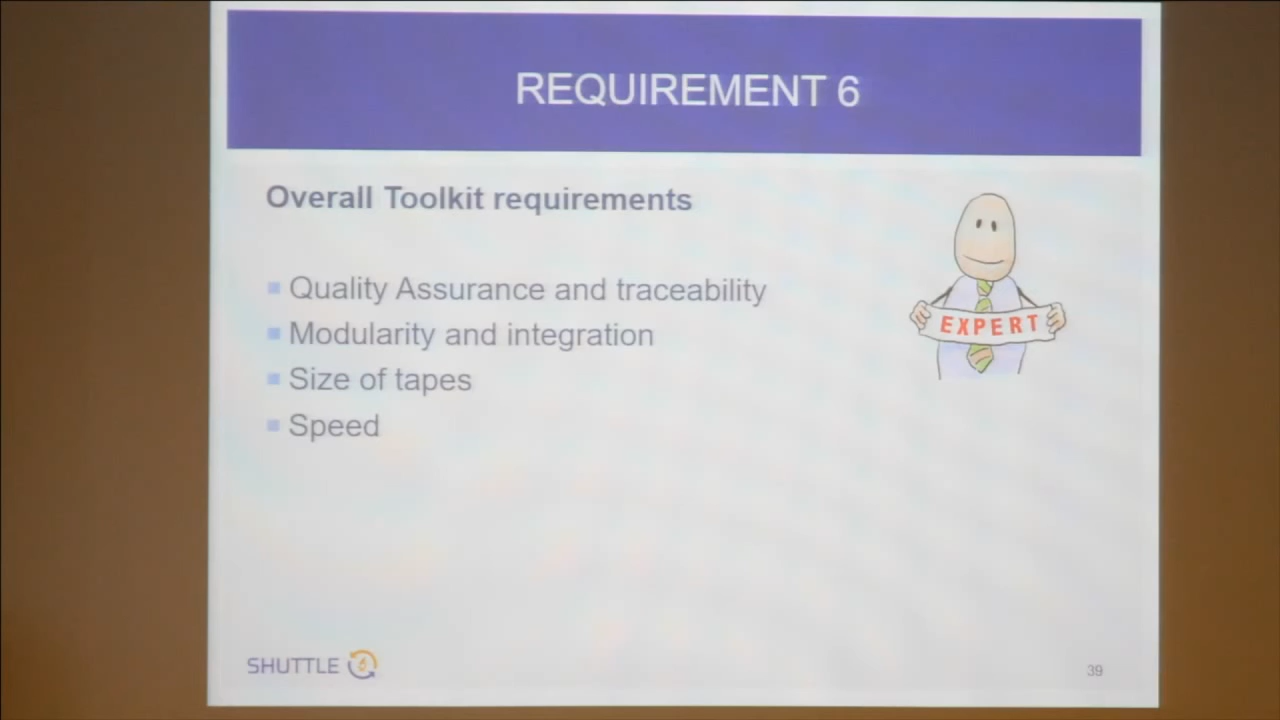 REQUIREMENT 6
Overall Toolkit requirements
Quality Assurance and traceability
Modularity and integration
Size of tapes
Speed
EXPERT
SHUTTLE
39